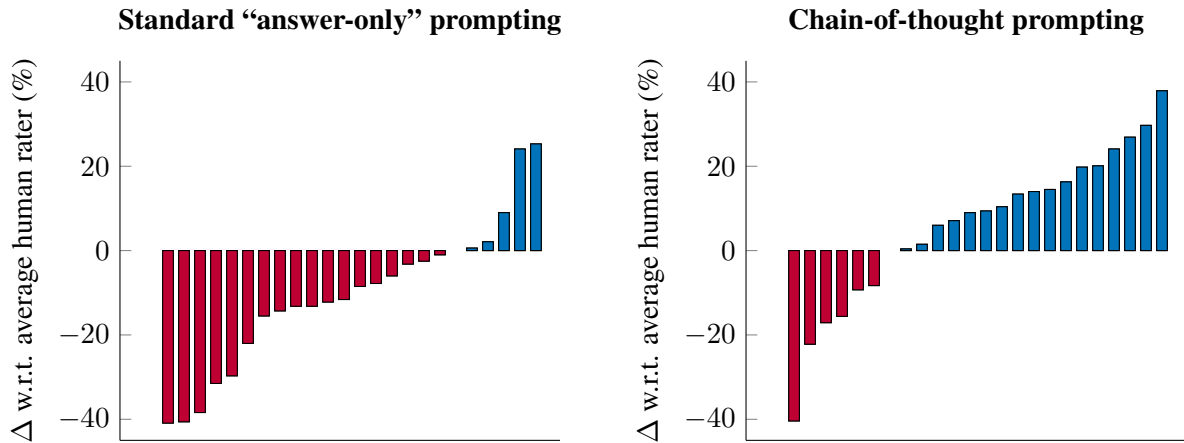 Standard “answer-only” prompting
Δ w.r.t. average human rater (%)
40
20
0
−20
−40
Chain-of-thought prompting
Δ w.r.t. average human rater (%)
40
20
0
−20
−40